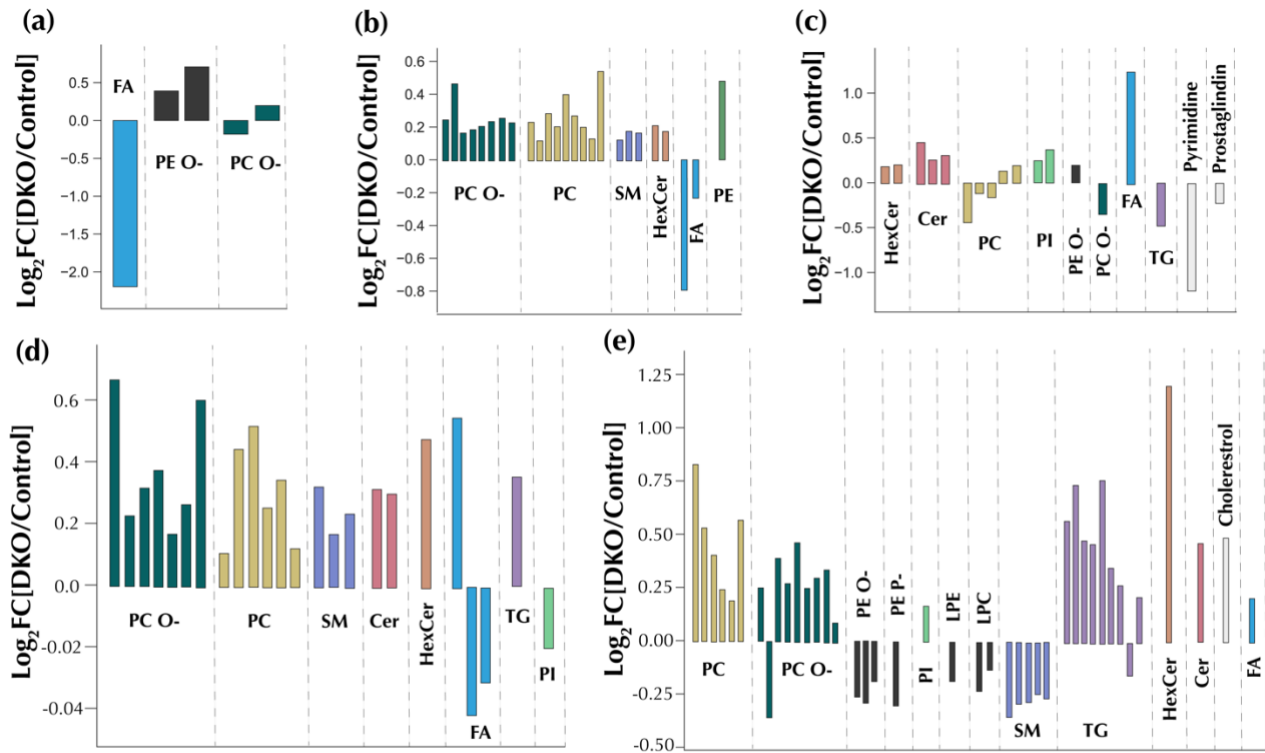 (a)
Log2FC[DKO/Control]
0.5
0.0
−0.5
−1.0
−1.5
−2.0
FA
PE O-
PC O-
(b)
Log2FC[DKO/Control]
0.6
0.4
0.2
0.0
−0.2
−0.4
−0.6
−0.8
PC O-
PC
SM
HexCer
FA
PE
(c)
Log2FC[DKO/Control]
1.0
0.5
0.0
−0.5
−1.0
HexCer
Cer
PC
PI
PE O-
PC O-
FA
TG
Pyrimidine
Prostaglindin
(d)
Log2FC[DKO/Control]
0.6
0.4
0.2
0.0
-0.02
-0.04
PC O-
PC
SM
Cer
HexCer
FA
TG
PI
(e)
Log2FC[DKO/Control]
1.25
1.00
0.75
0.50
0.25
0.00
-0.25
-0.50
PC
PC O-
PE O-
PE P-
PI
LPE
LPC
SM
TG
HexCer
Cer
Cholerestrol
FA